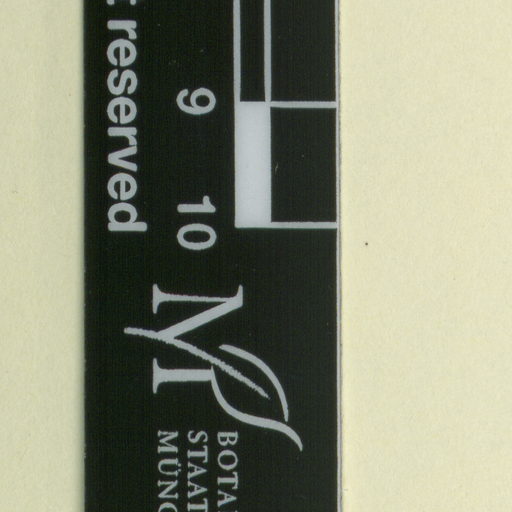 9 10
t reserved
BOTA
STAAT
MÜNC